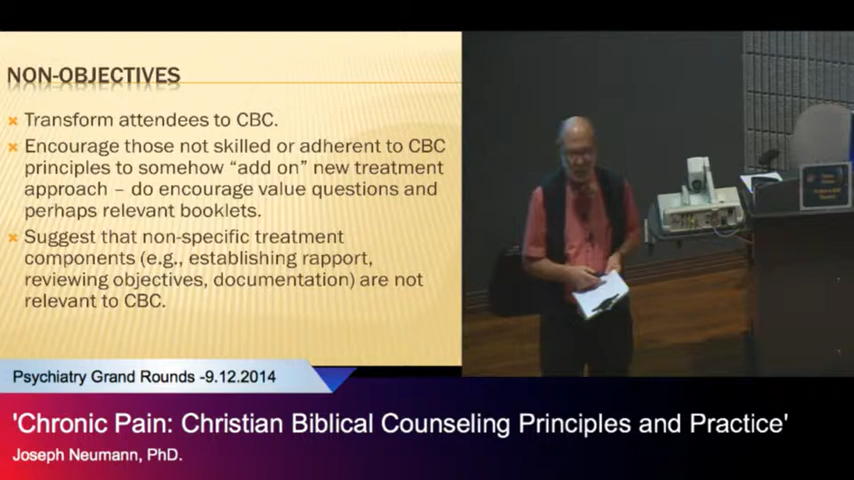 NON-OBJECTIVES
Transform attendees to CBC.
Encourage those not skilled or adherent to CBC
principles to somehow “add on” new treatment
approach – do encourage value questions and
perhaps relevant booklets.
Suggest that non-specific treatment
components (e.g., establishing rapport,
reviewing objectives, documentation) are not
relevant to CBC.
Psychiatry Grand Rounds -9.12.2014
'Chronic Pain: Christian Biblical Counseling Principles and Practice'
Joseph Neumann, PhD.